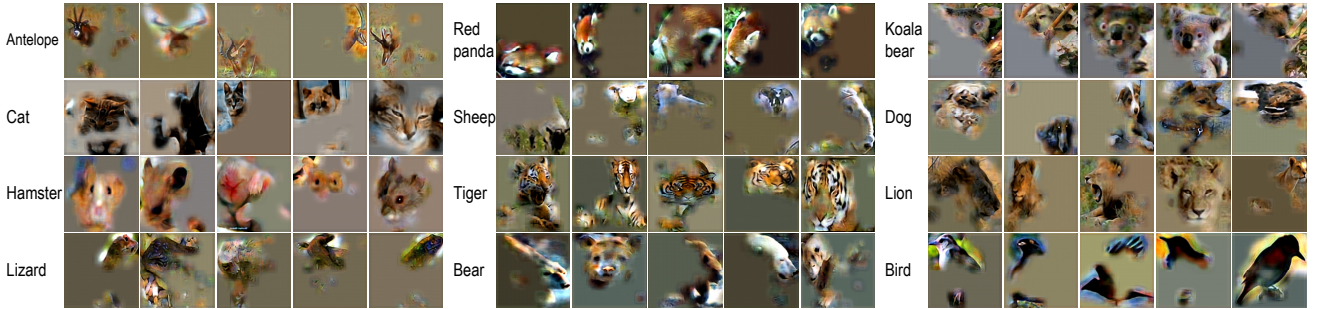 Antelope
Red
panda
Koala
bear
Cat
Sheep
Dog
Hamster
Tiger
Lion
Lizard
Bear
Bird